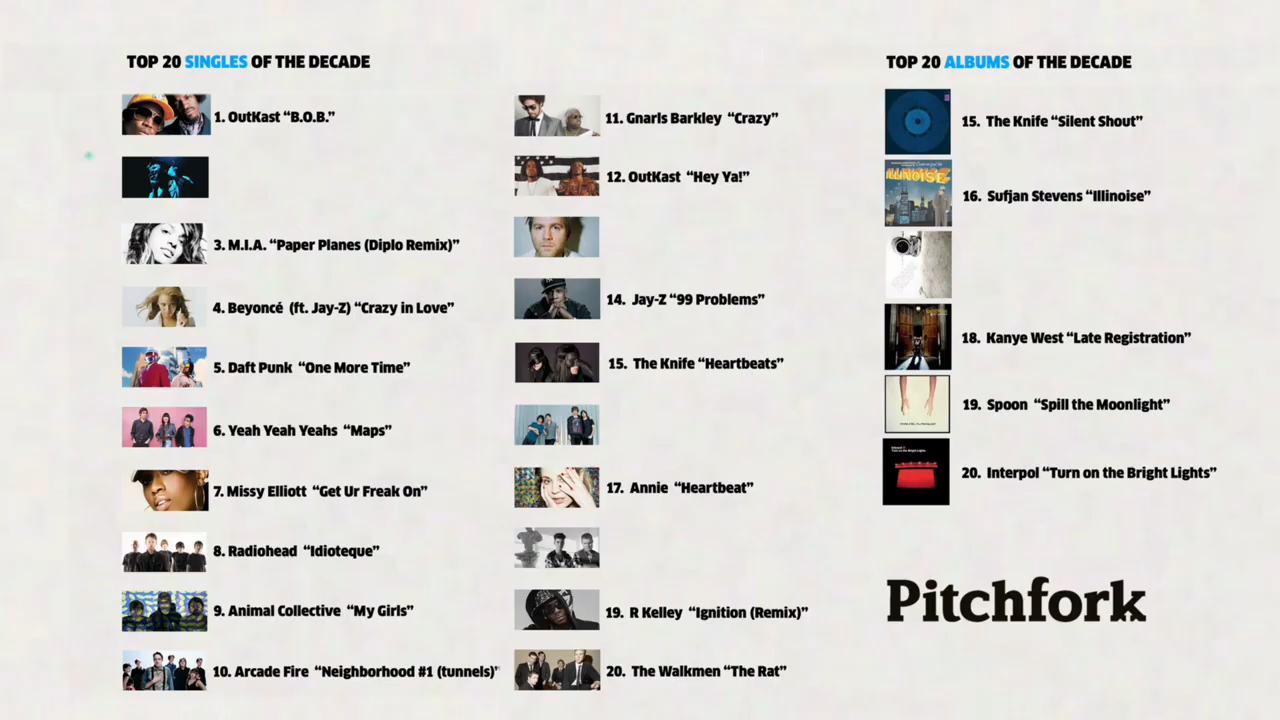 TOP 20 SINGLES OF THE DECADE
1. OutKast “B.O.B.”
3. M.I.A. “Paper Planes (Diplo Remix)”
4. Beyoncé (ft. Jay-Z) “Crazy in Love”
5. Daft Punk “One More Time”
6. Yeah Yeah Yeahs “Maps”
7. Missy Elliott “Get Ur Freak On”
8. Radiohead “Idioteque”
9. Animal Collective “My Girls”
10. Arcade Fire “Neighborhood #1 (tunnels)”
11. Gnarls Barkley “Crazy”
12. OutKast “Hey Ya!”
14. Jay-Z “99 Problems”
15. The Knife “Heartbeats”
17. Annie “Heartbeat”
19. R Kelley “Ignition (Remix)”
20. The Walkmen “The Rat”
TOP 20 ALBUMS OF THE DECADE
15. The Knife “Silent Shout”
ILLINOISE
16. Sufjan Stevens “Illinoise”
18. Kanye West “Late Registration”
19. Spoon “Spill the Moonlight”
20. Interpol “Turn on the Bright Lights”
Pitchfork